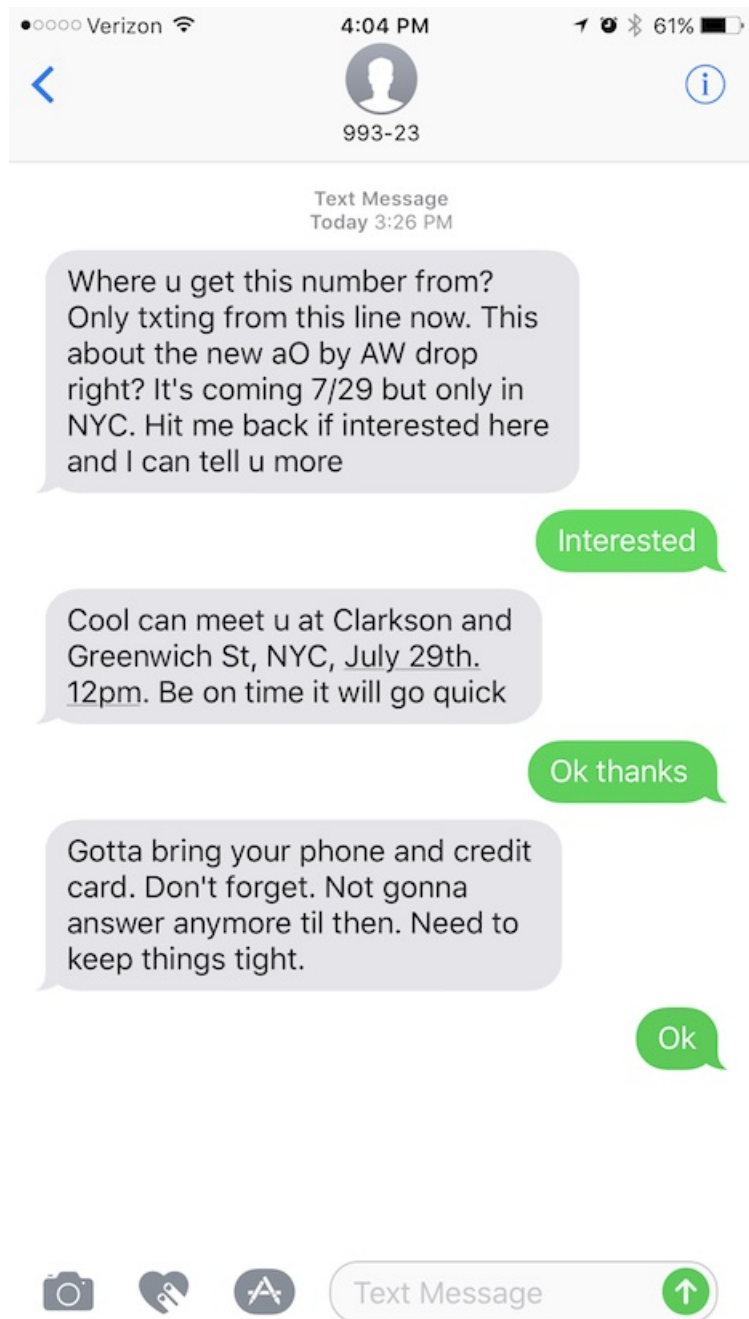 Verizon 4:04 PM 61%
993-23
Text Message
Today 3:26 PM
Where u get this number from?
Only txting from this line now. This
about the new aO by AW drop
right? It's coming 7/29 but only in
NYC. Hit me back if interested here
and I can tell u more
Interested
Cool can meet u at Clarkson and
Greenwich St, NYC, July 29th.
12pm. Be on time it will go quick
Ok thanks
Gotta bring your phone and credit
card. Don't forget. Not gonna
answer anymore til then. Need to
keep things tight.
Ok
Text Message